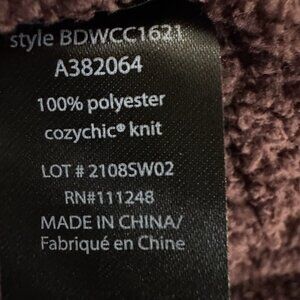 style BDWCC1621
A382064
100% polyester
cozychic® knit
LOT # 2108SW02
RN#111248
MADE IN CHINA/
Fabriqué en Chine